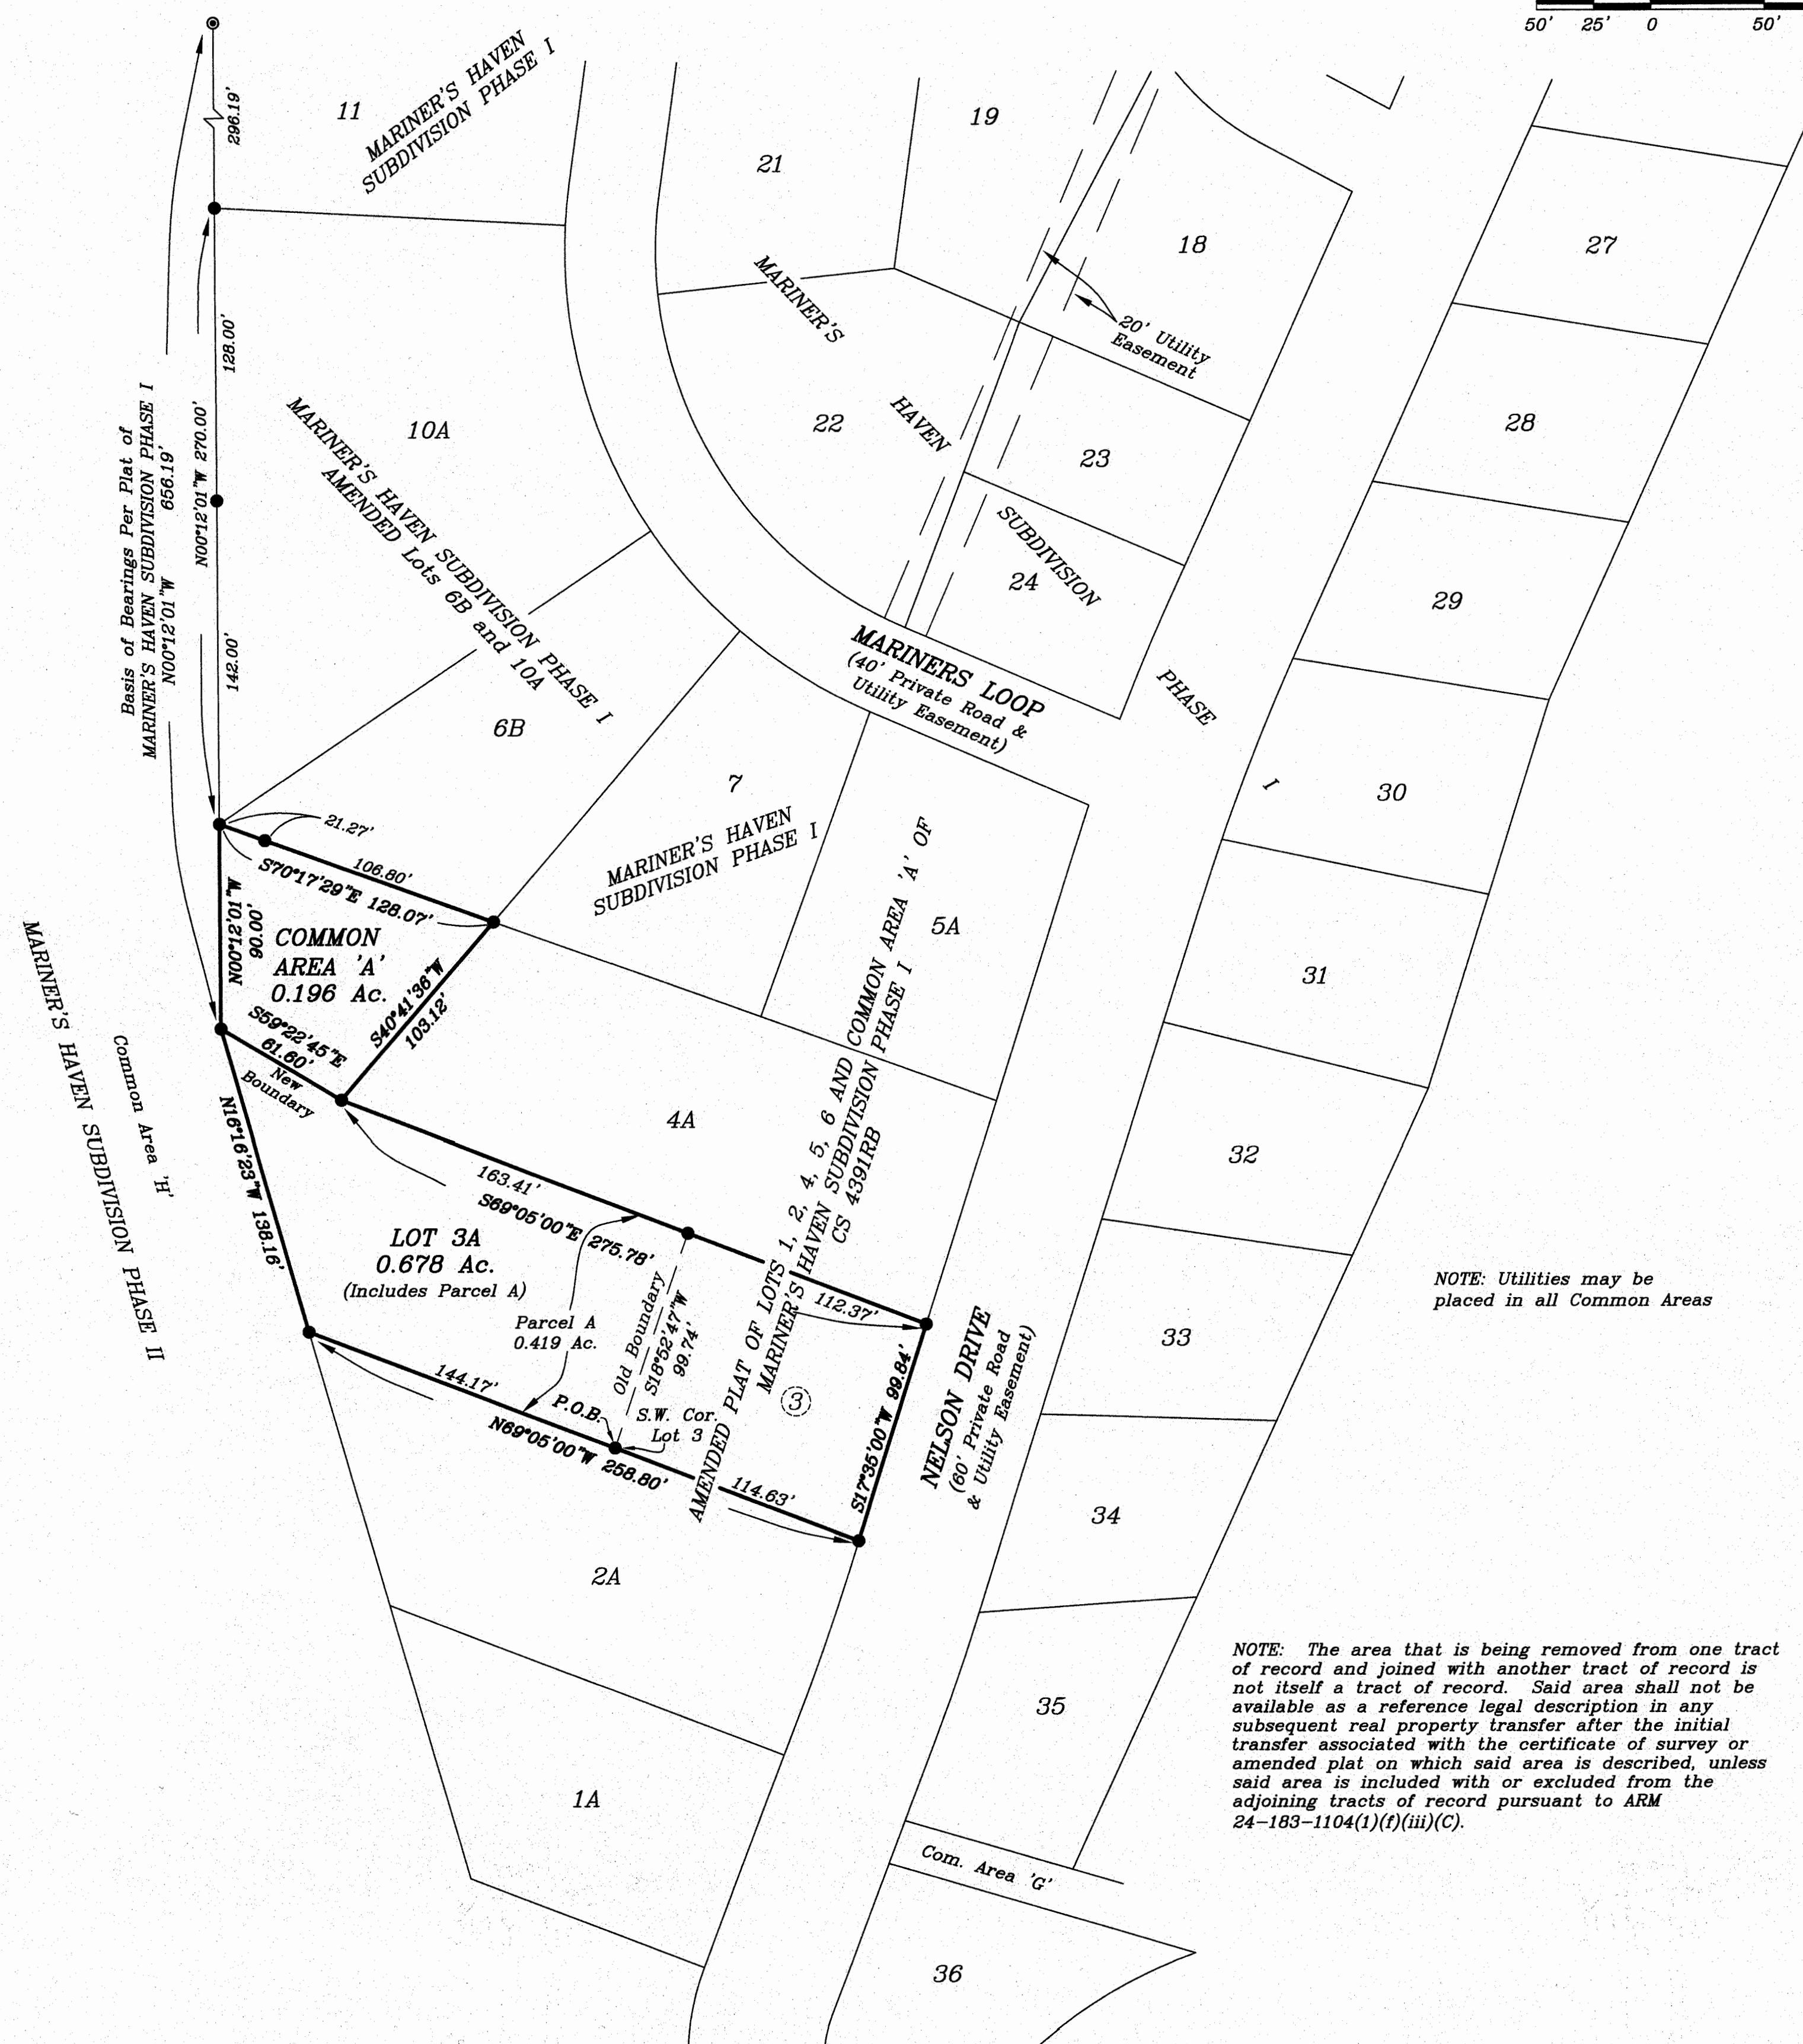 50' 25' 0 50'
296.19'
11
MARINER'S HAVEN
SUBDIVISION PHASE I
21
19
18
27
20' Utility
Easement
128.00'
Basis of Bearings Per Plat of
MARINER'S HAVEN SUBDIVISION PHASE I
N00°12'01"W 656.19'
N00°12'01"W 270.00'
142.00'
10A
MARINER'S HAVEN SUBDIVISION PHASE I
AMENDED Lots 6B and 10A
MARINER'S
HAVEN
SUBDIVISION
PHASE
I
22
23
24
28
29
30
31
32
33
34
35
36
MARINERS LOOP
(40' Private Road &
Utility Easement)
6B
7
MARINER'S HAVEN
SUBDIVISION PHASE I
5A
21.27'
106.80'
S70°17'29"E 128.07'
N00°12'01"W
90.00'
COMMON
AREA 'A'
0.196 Ac.
S40°41'36"W
103.12'
S59°22'45"E
61.60'
New
Boundary
MARINER'S HAVEN SUBDIVISION PHASE II
Common Area 'H'
N16°16'23"W 138.16'
4A
163.41'
S69°05'00"E 275.78'
112.37'
LOT 3A
0.678 Ac.
(Includes Parcel A)
Parcel A
0.419 Ac.
Old Boundary
S18°52'47"W
99.74'
AMENDED PLAT OF LOTS 1, 2, 4, 5, 6 AND COMMON AREA 'A' OF
MARINER'S HAVEN SUBDIVISION PHASE I
CS 4391RB
3
144.17'
P.O.B.
S.W. Cor.
Lot 3
N69°05'00"W 258.80'
114.63'
S17°35'00"W 99.84'
NELSON DRIVE
(60' Private Road
& Utility Easement)
2A
1A
Com. Area 'G'
NOTE: Utilities may be
placed in all Common Areas
NOTE: The area that is being removed from one tract
of record and joined with another tract of record is
not itself a tract of record. Said area shall not be
available as a reference legal description in any
subsequent real property transfer after the initial
transfer associated with the certificate of survey or
amended plat on which said area is described, unless
said area is included with or excluded from the
adjoining tracts of record pursuant to ARM
24-183-1104(1)(f)(iii)(C).